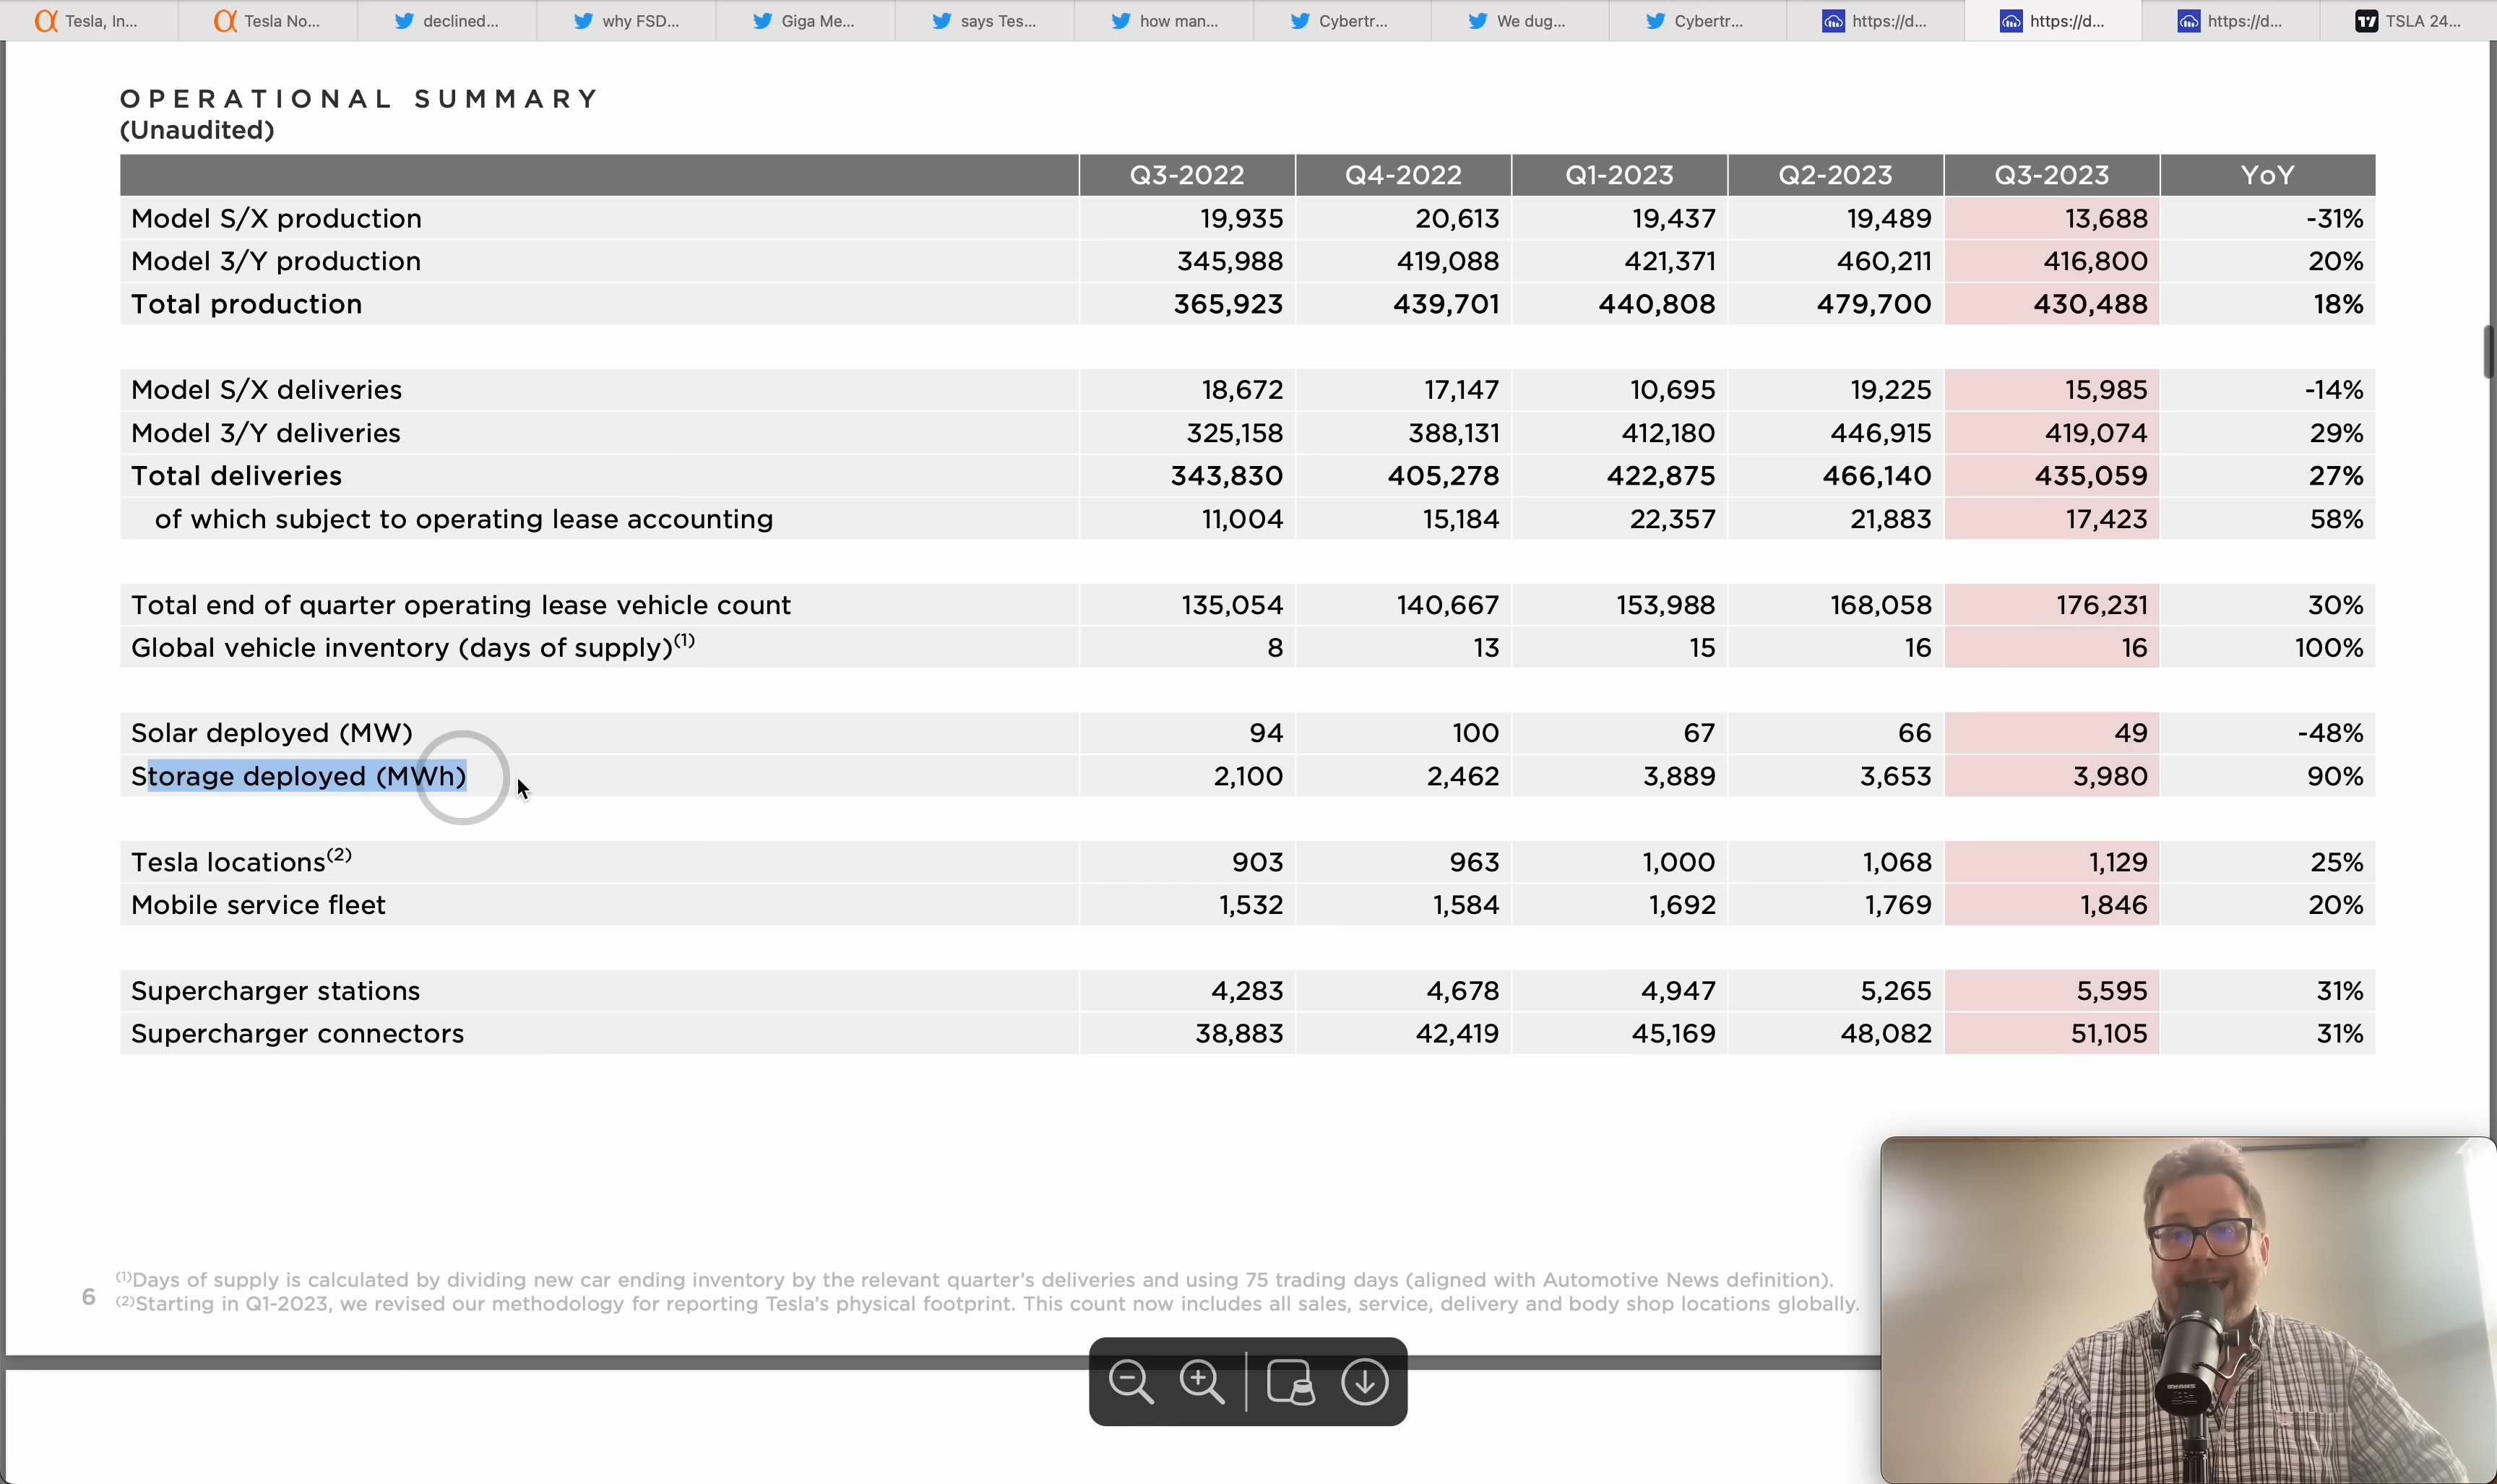 Tesla, In...
Tesla No...
declined...
why FSD...
Giga Me...
says Tes...
how man...
Cybertr...
We dug...
Cybertr...
https://d...
https://d...
https://d...
TSLA 24...
OPERATIONAL SUMMARY
(Unaudited)
Q3-2022 Q4-2022 Q1-2023 Q2-2023 Q3-2023 YoY
Model S/X production 19,935 20,613 19,437 19,489 13,688 -31%
Model 3/Y production 345,988 419,088 421,371 460,211 416,800 20%
Total production 365,923 439,701 440,808 479,700 430,488 18%
Model S/X deliveries 18,672 17,147 10,695 19,225 15,985 -14%
Model 3/Y deliveries 325,158 388,131 412,180 446,915 419,074 29%
Total deliveries 343,830 405,278 422,875 466,140 435,059 27%
of which subject to operating lease accounting 11,004 15,184 22,357 21,883 17,423 58%
Total end of quarter operating lease vehicle count 135,054 140,667 153,988 168,058 176,231 30%
Global vehicle inventory (days of supply)(1) 8 13 15 16 16 100%
Solar deployed (MW) 94 100 67 66 49 -48%
Storage deployed (MWh) 2,100 2,462 3,889 3,653 3,980 90%
Tesla locations(2) 903 963 1,000 1,068 1,129 25%
Mobile service fleet 1,532 1,584 1,692 1,769 1,846 20%
Supercharger stations 4,283 4,678 4,947 5,265 5,595 31%
Supercharger connectors 38,883 42,419 45,169 48,082 51,105 31%
(1)Days of supply is calculated by dividing new car ending inventory by the relevant quarter's deliveries and using 75 trading days (aligned with Automotive News definition).
6
(2)Starting in Q1-2023, we revised our methodology for reporting Tesla's physical footprint. This count now includes all sales, service, delivery and body shop locations globally.